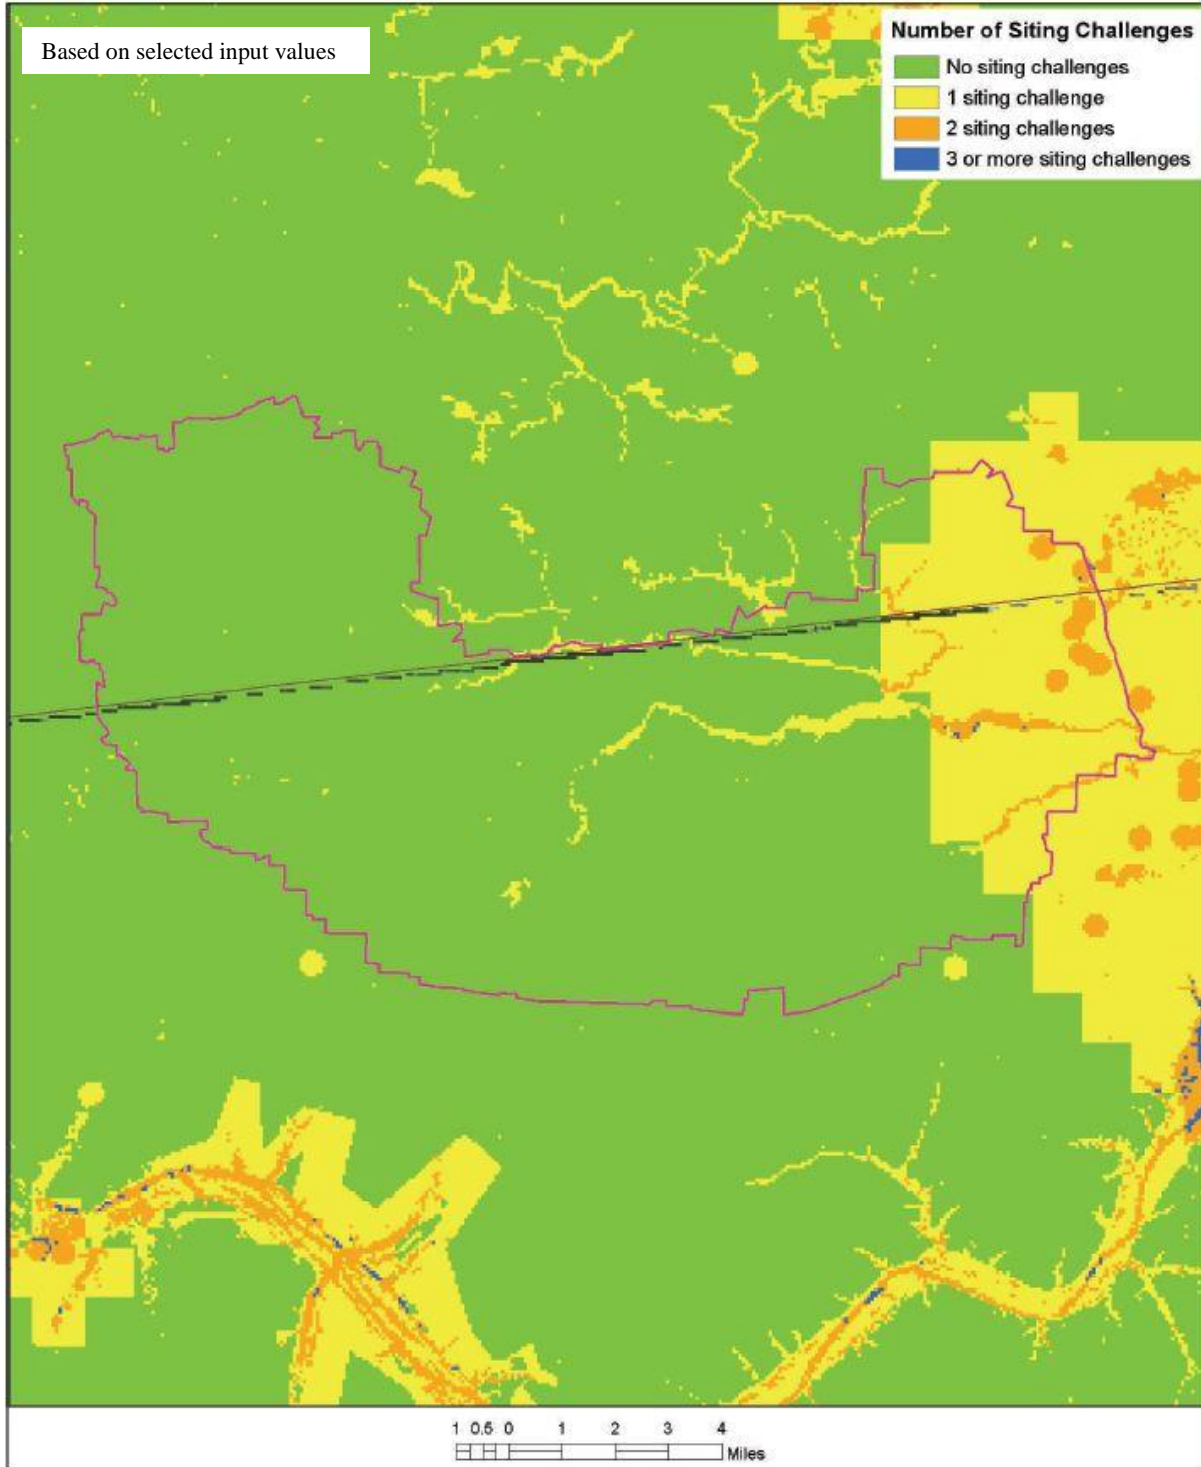 Based on selected input values
Number of Siting Challenges
No siting challenges
1 siting challenge
2 siting challenges
3 or more siting challenges
1 0.5 0 1 2 3 4
Miles